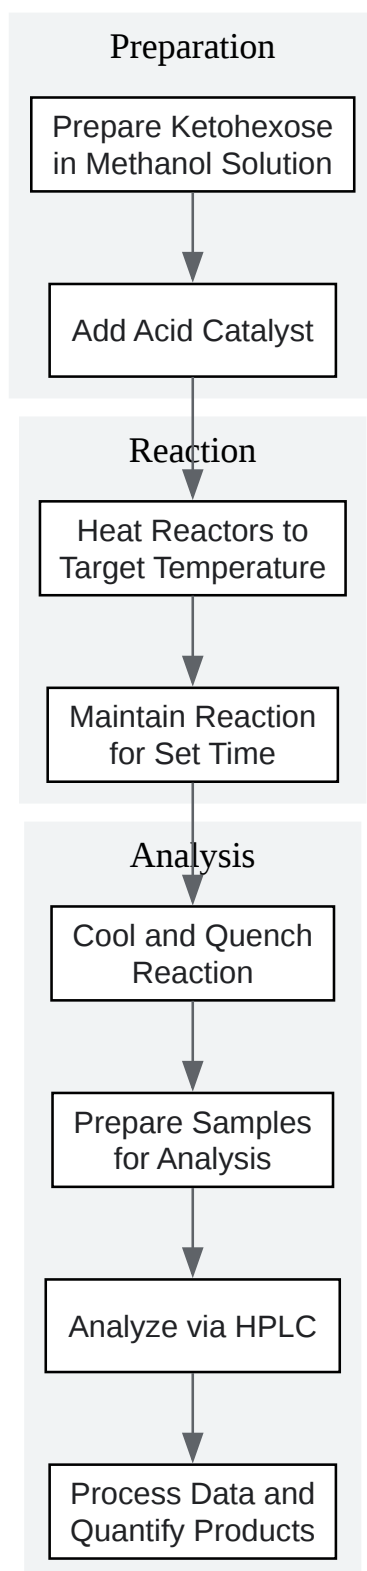 Preparation
Prepare Ketohexose
in Methanol Solution
Add Acid Catalyst
Reaction
Heat Reactors to
Target Temperature
Maintain Reaction
for Set Time
Analysis
Cool and Quench
Reaction
Prepare Samples
for Analysis
Analyze via HPLC
Process Data and
Quantify Products